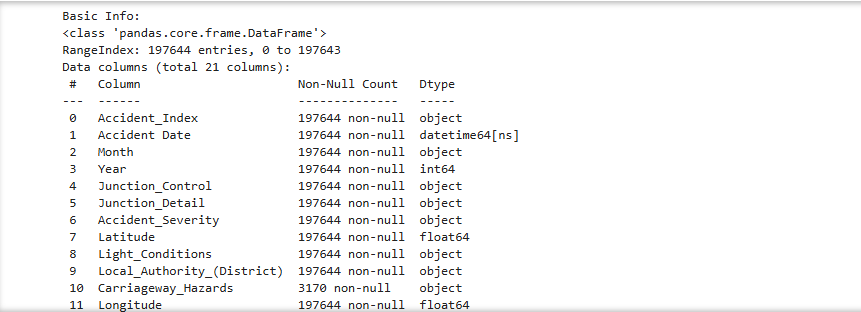 Basic Info:
<class 'pandas.core.frame.DataFrame'>
RangeIndex: 197644 entries, 0 to 197643
Data columns (total 21 columns):
 #   Column                     Non-Null Count   Dtype
---  ------                     --------------   -----
 0   Accident_Index             197644 non-null  object
 1   Accident Date              197644 non-null  datetime64[ns]
 2   Month                      197644 non-null  object
 3   Year                       197644 non-null  int64
 4   Junction_Control           197644 non-null  object
 5   Junction_Detail            197644 non-null  object
 6   Accident_Severity          197644 non-null  object
 7   Latitude                   197644 non-null  float64
 8   Light_Conditions           197644 non-null  object
 9   Local_Authority_(District)  197644 non-null  object
 10  Carriageway_Hazards        3170 non-null    object
 11  Longitude                  197644 non-null  float64